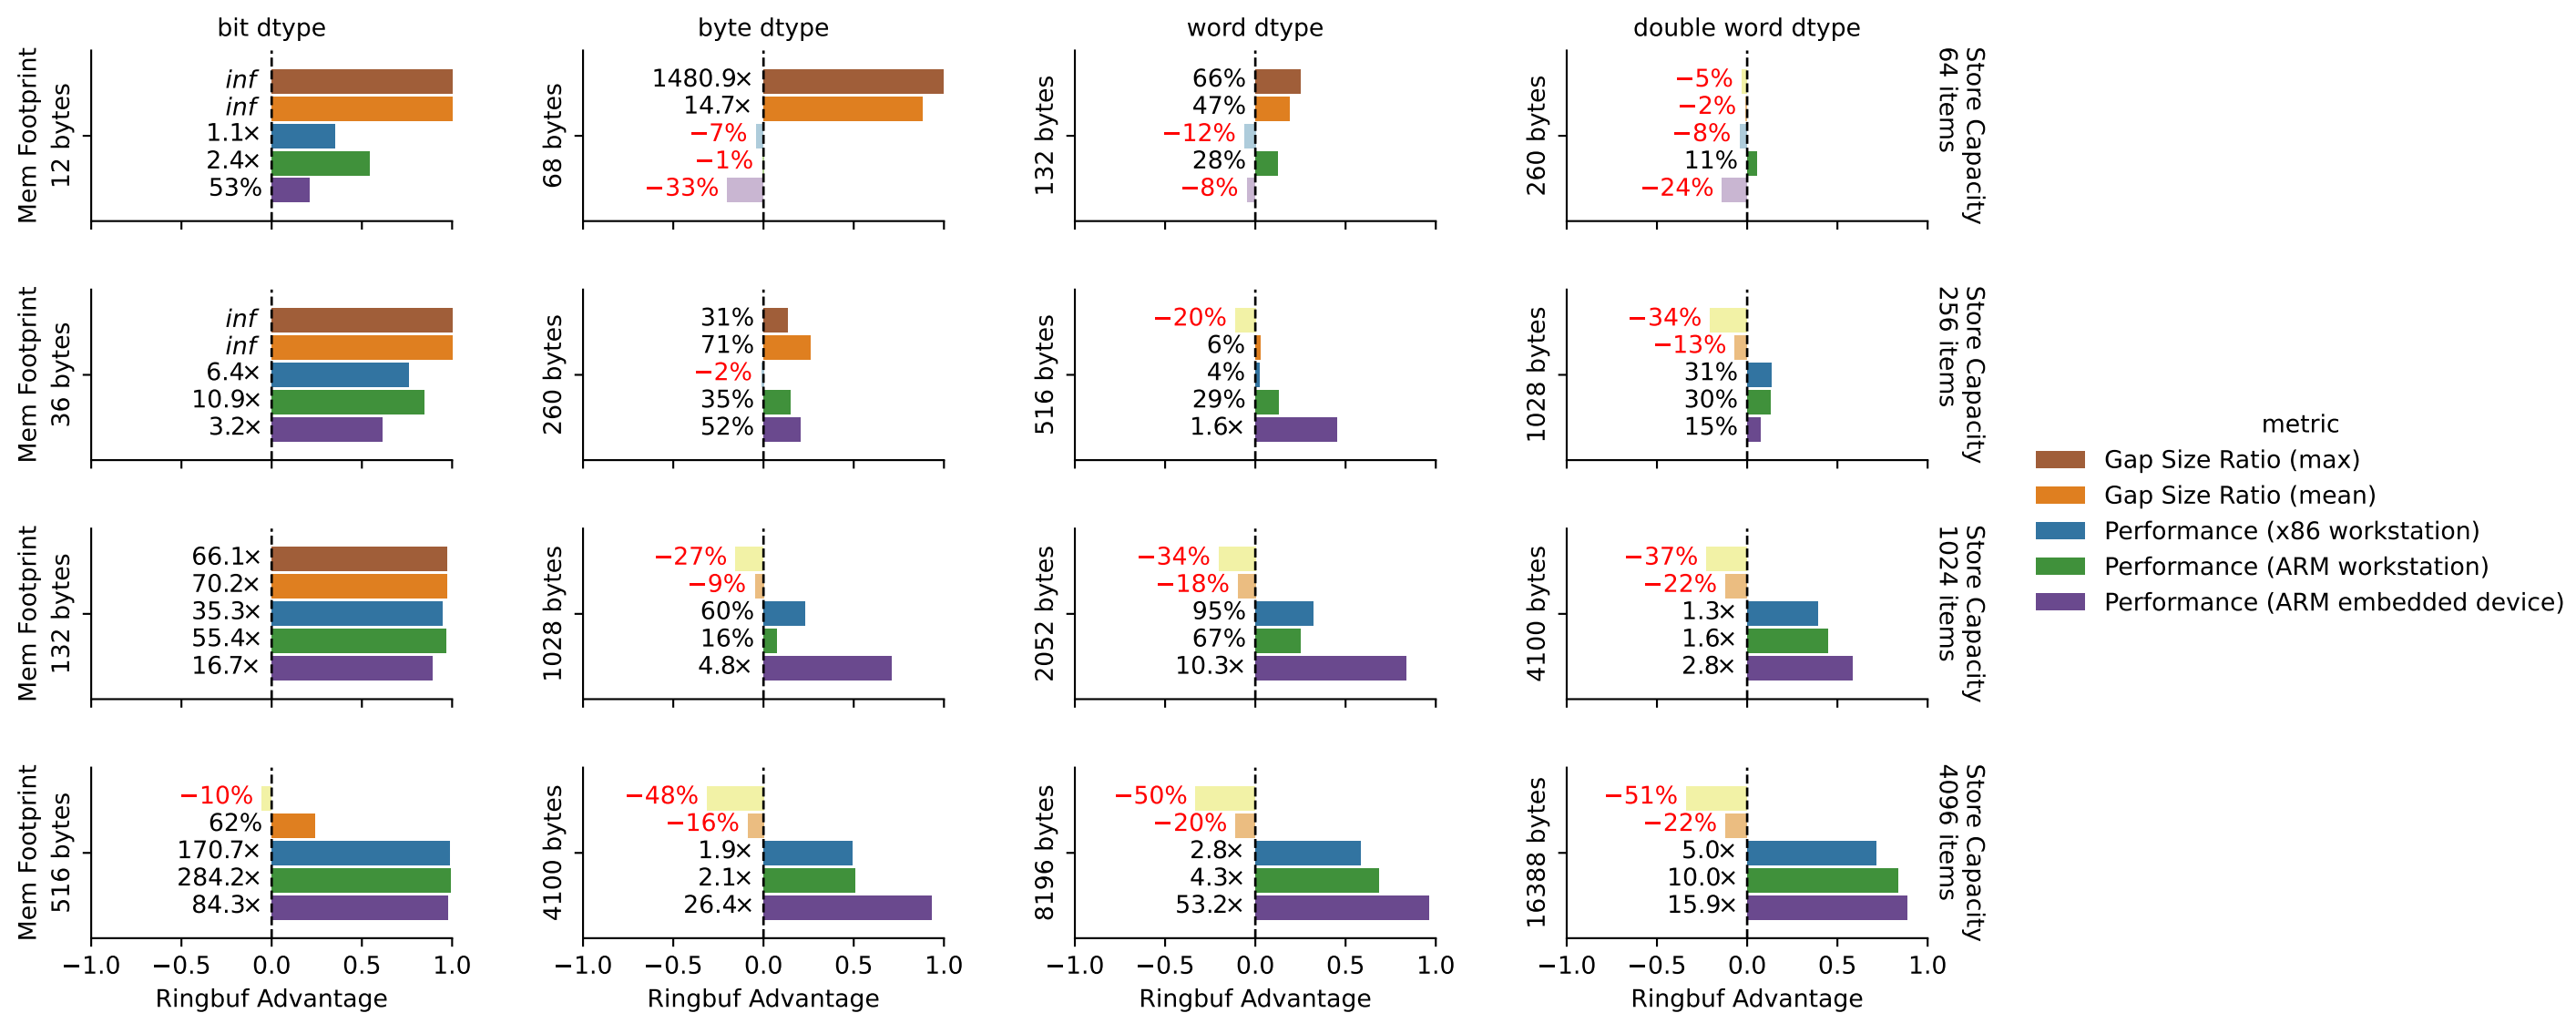 bit dtype
byte dtype
word dtype
double word dtype
Mem Footprint
12 bytes
inf
inf
1.1×
2.4×
53%
68 bytes
1480.9×
14.7×
−7%
−1%
−33%
132 bytes
66%
47%
−12%
28%
−8%
260 bytes
−5%
−2%
−8%
11%
−24%
Store Capacity
64 items
Mem Footprint
36 bytes
inf
inf
6.4×
10.9×
3.2×
260 bytes
31%
71%
−2%
35%
52%
516 bytes
−20%
6%
4%
29%
1.6×
1028 bytes
−34%
−13%
31%
30%
15%
Store Capacity
256 items
Mem Footprint
132 bytes
66.1×
70.2×
35.3×
55.4×
16.7×
1028 bytes
−27%
−9%
60%
16%
4.8×
2052 bytes
−34%
−18%
95%
67%
10.3×
4100 bytes
−37%
−22%
1.3×
1.6×
2.8×
Store Capacity
1024 items
Mem Footprint
516 bytes
−10%
62%
170.7×
284.2×
84.3×
4100 bytes
−48%
−16%
1.9×
2.1×
26.4×
8196 bytes
−50%
−20%
2.8×
4.3×
53.2×
16388 bytes
−51%
−22%
5.0×
10.0×
15.9×
Store Capacity
4096 items
−1.0 −0.5 0.0 0.5 1.0
−1.0 −0.5 0.0 0.5 1.0
−1.0 −0.5 0.0 0.5 1.0
−1.0 −0.5 0.0 0.5 1.0
Ringbuf Advantage
Ringbuf Advantage
Ringbuf Advantage
Ringbuf Advantage
metric
Gap Size Ratio (max)
Gap Size Ratio (mean)
Performance (x86 workstation)
Performance (ARM workstation)
Performance (ARM embedded device)